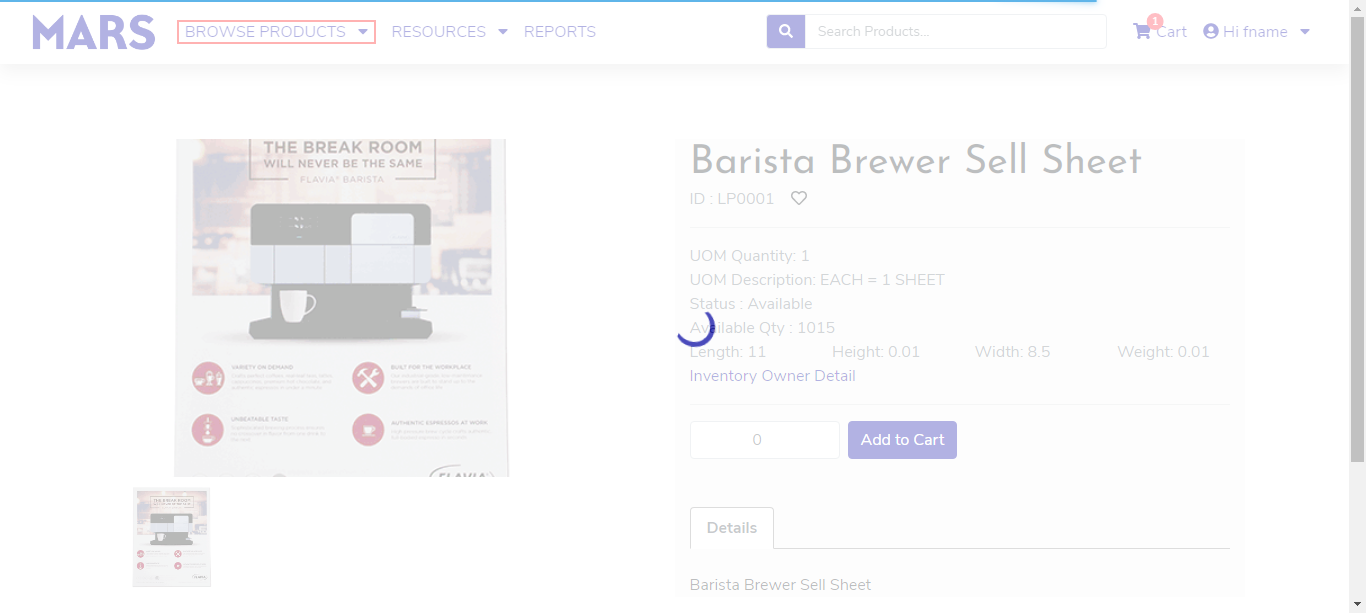 MARS
BROWSE PRODUCTS
RESOURCES
REPORTS
Search Products...
1
Cart
Hi fname
THE BREAK ROOM
WILL NEVER BE THE SAME
FLAVIA® BARISTA
VARIETY ON DEMAND
BUILT FOR THE WORKPLACE
UNBEATABLE TASTE
AUTHENTIC ESPRESSOS AT WORK
FLAVIA
Barista Brewer Sell Sheet
ID : LP0001
UOM Quantity: 1
UOM Description: EACH = 1 SHEET
Status : Available
Available Qty : 1015
Length: 11 Height: 0.01 Width: 8.5 Weight: 0.01
Inventory Owner Detail
0
Add to Cart
Details
Barista Brewer Sell Sheet